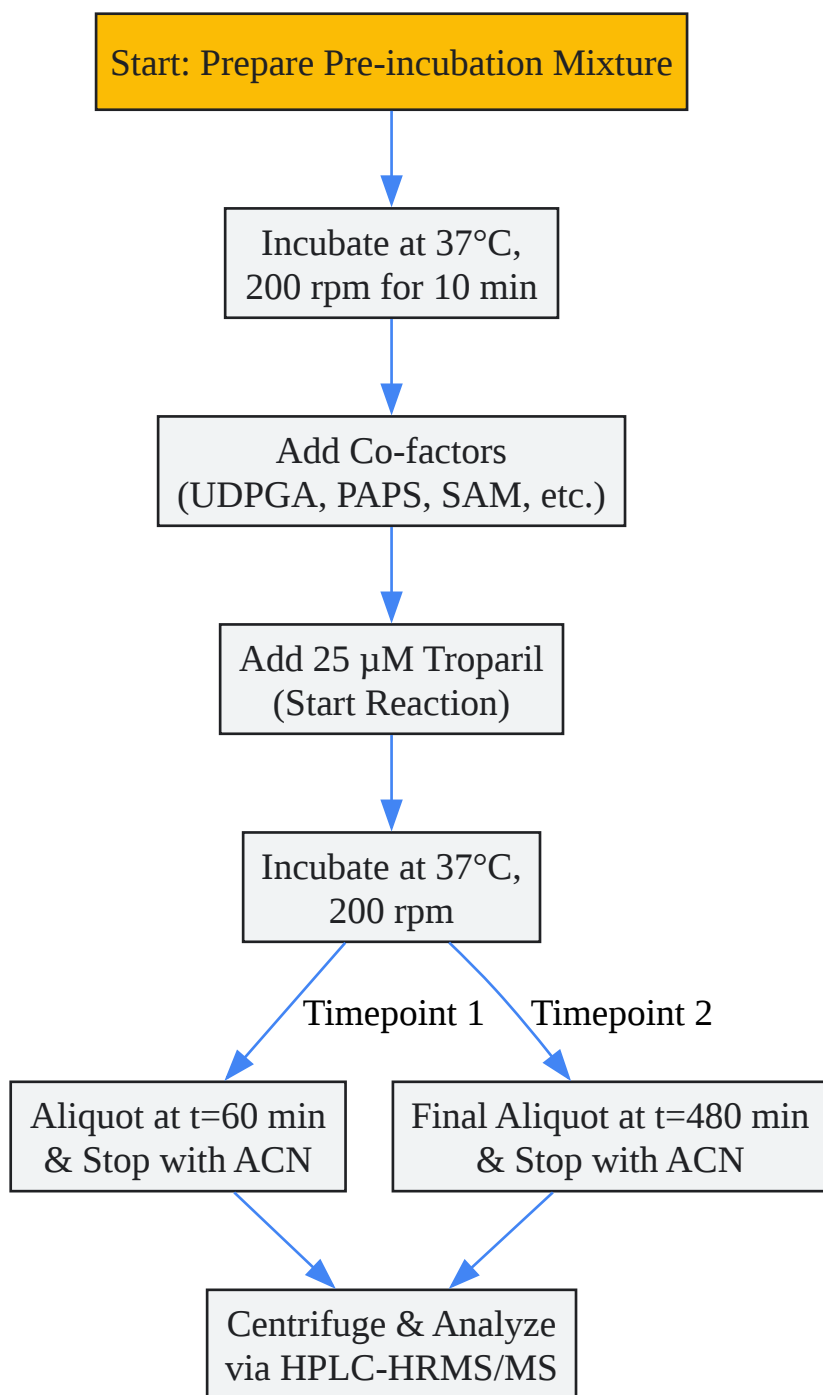 Start: Prepare Pre-incubation Mixture
Incubate at 37°C,
200 rpm for 10 min
Add Co-factors
(UDPGA, PAPS, SAM, etc.)
Add 25 µM Troparil
(Start Reaction)
Incubate at 37°C,
200 rpm
Timepoint 1
Timepoint 2
Aliquot at t=60 min
& Stop with ACN
Final Aliquot at t=480 min
& Stop with ACN
Centrifuge & Analyze
via HPLC-HRMS/MS